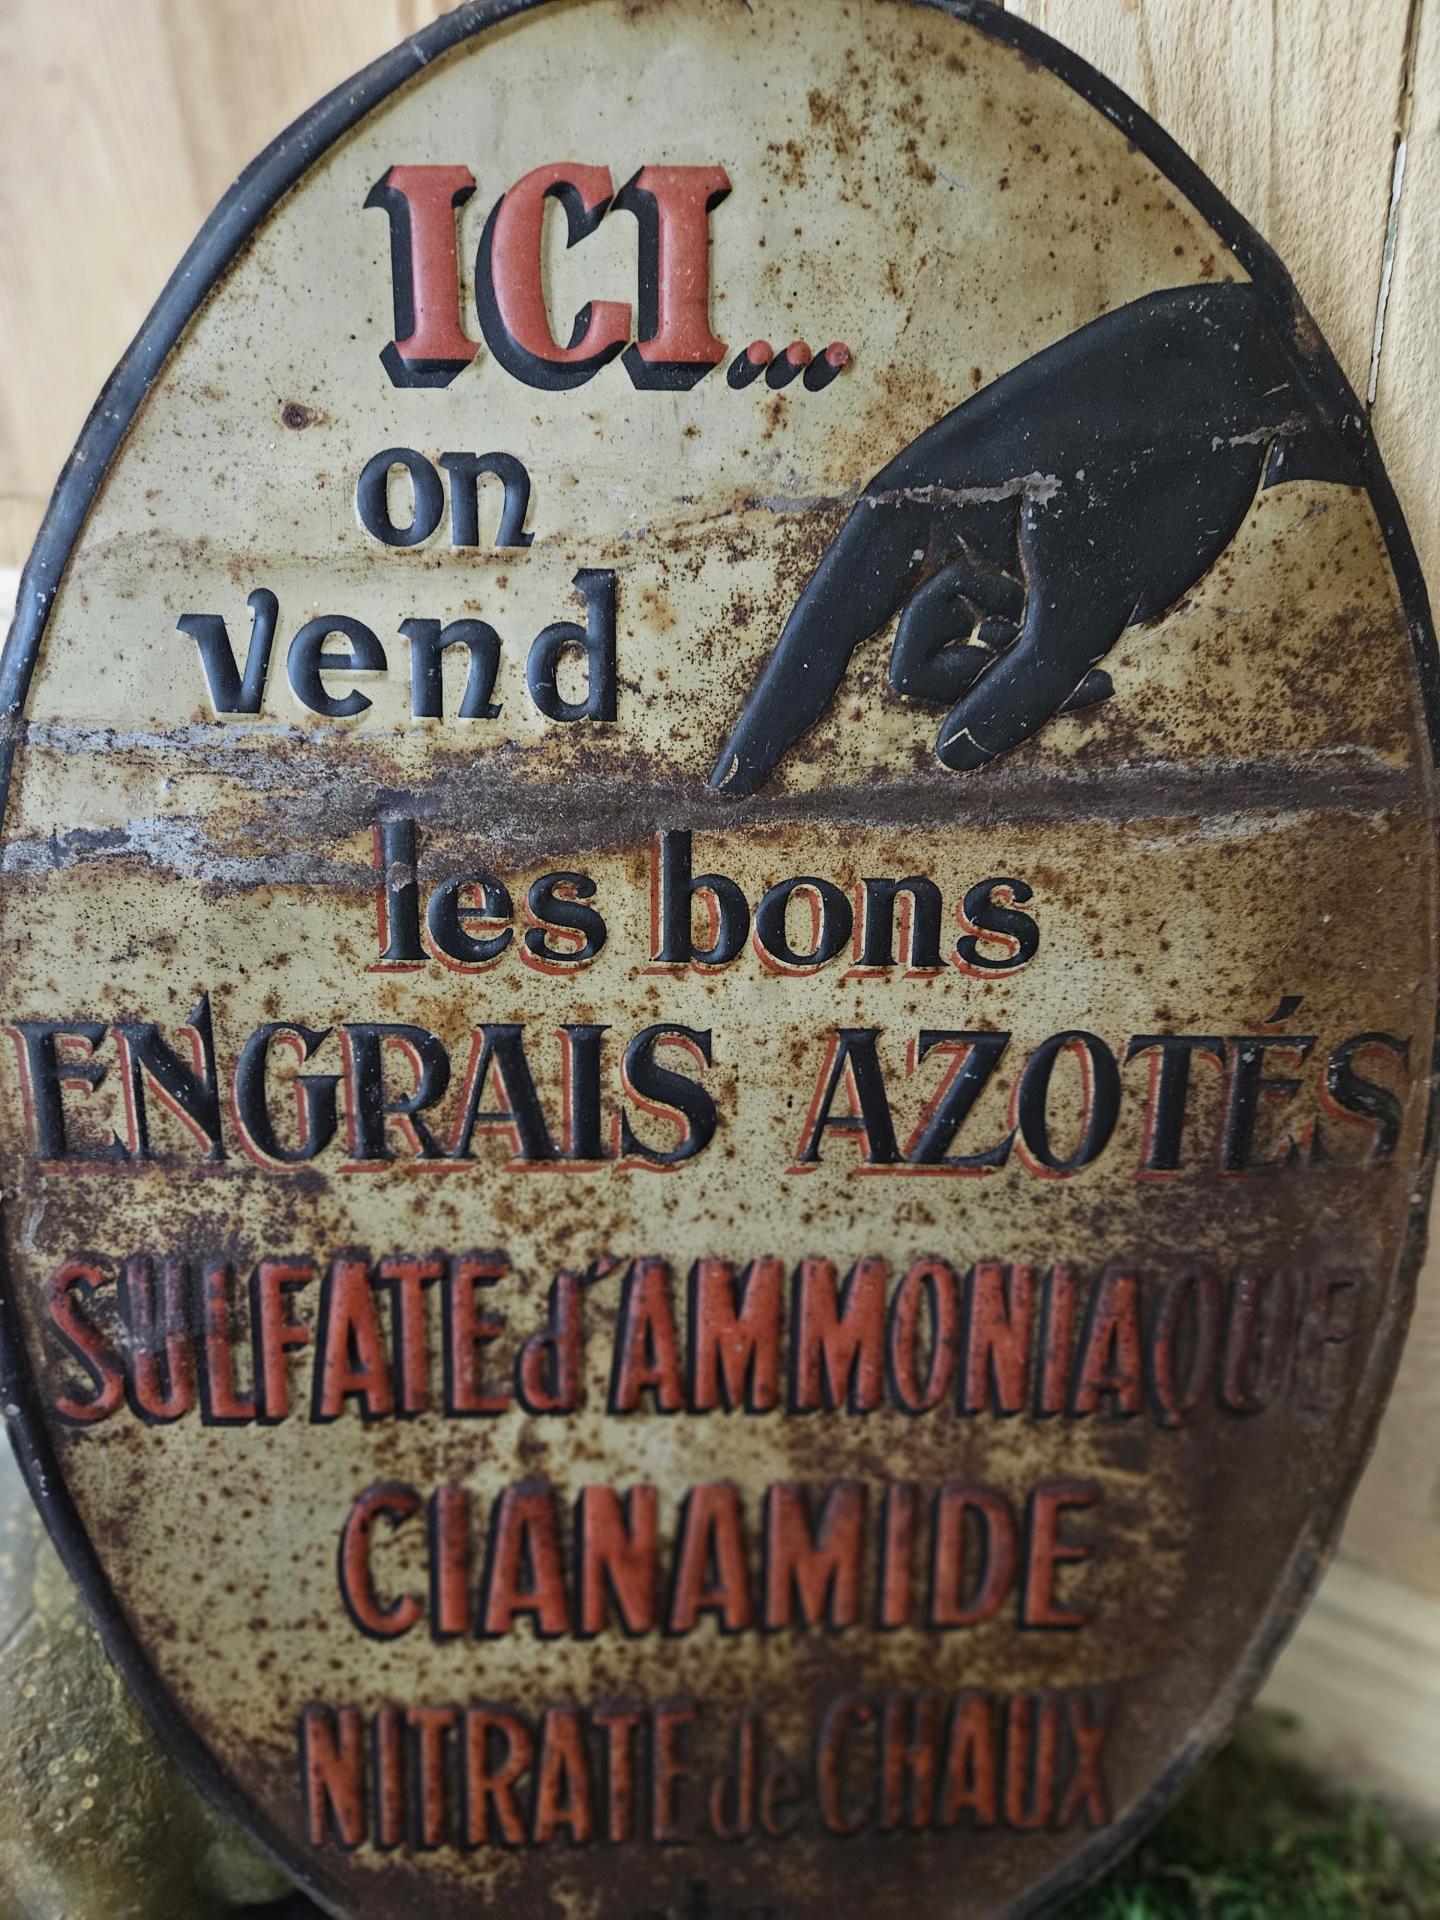 ICI...
on
vend
les bons
ENGRAIS AZOTÉS
SULFATE d'AMMONIAQUE
CIANAMIDE
NITRATE de CHAUX